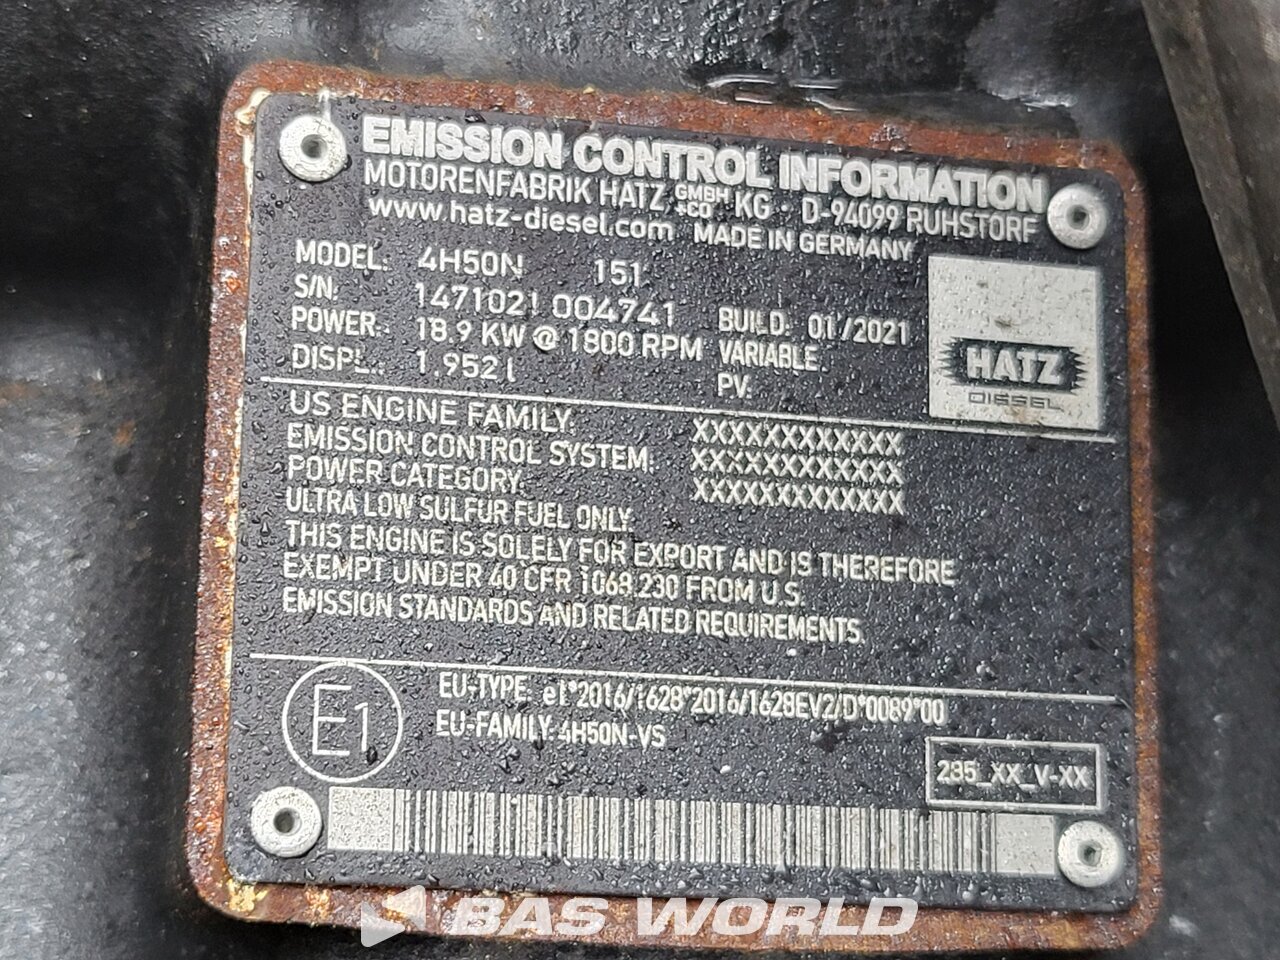 EMISSION CONTROL INFORMATION
MOTORENFABRIK HATZ GMBH +CO KG - D-94099 RUHSTORF
www.hatz-diesel.com MADE IN GERMANY
MODEL: 4H50N 151
S/N: 1471021 004741
POWER: 18.9 KW @ 1800 RPM
DISPL.: 1.952 l
BUILD: 01/2021
VARIABLE:
PV:
HATZ
DIESEL
US ENGINE FAMILY: XXXXXXXXXXXX
EMISSION CONTROL SYSTEM: XXXXXXXXXXXX
POWER CATEGORY: XXXXXXXXXXXX
ULTRA LOW SULFUR FUEL ONLY.
THIS ENGINE IS SOLELY FOR EXPORT AND IS THEREFORE
EXEMPT UNDER 40 CFR 1068.230 FROM U.S.
EMISSION STANDARDS AND RELATED REQUIREMENTS.
E1
EU-TYPE: e1*2016/1628*2016/1628EV2/D*0089*00
EU-FAMILY: 4H50N-VS
285_XX_V-XX
BAS WORLD